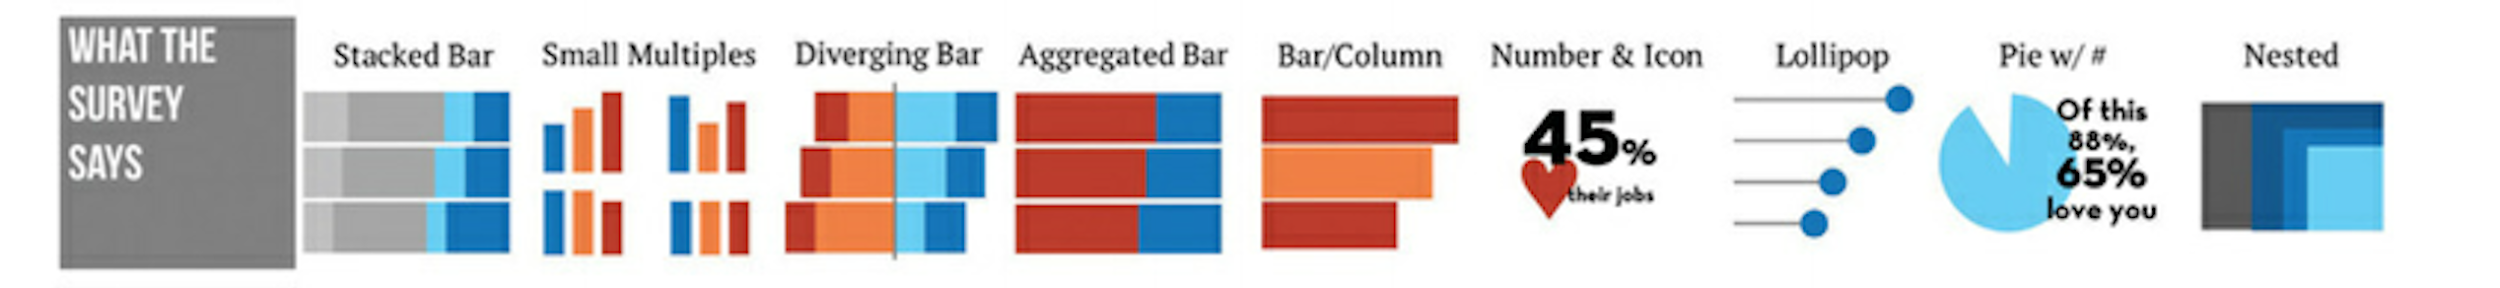 WHAT THE
SURVEY
SAYS
Stacked Bar
Small Multiples
Diverging Bar
Aggregated Bar
Bar/Column
Number & Icon
45%
their jobs
Lollipop
Pie w/ #
Of this
88%,
65%
love you
Nested